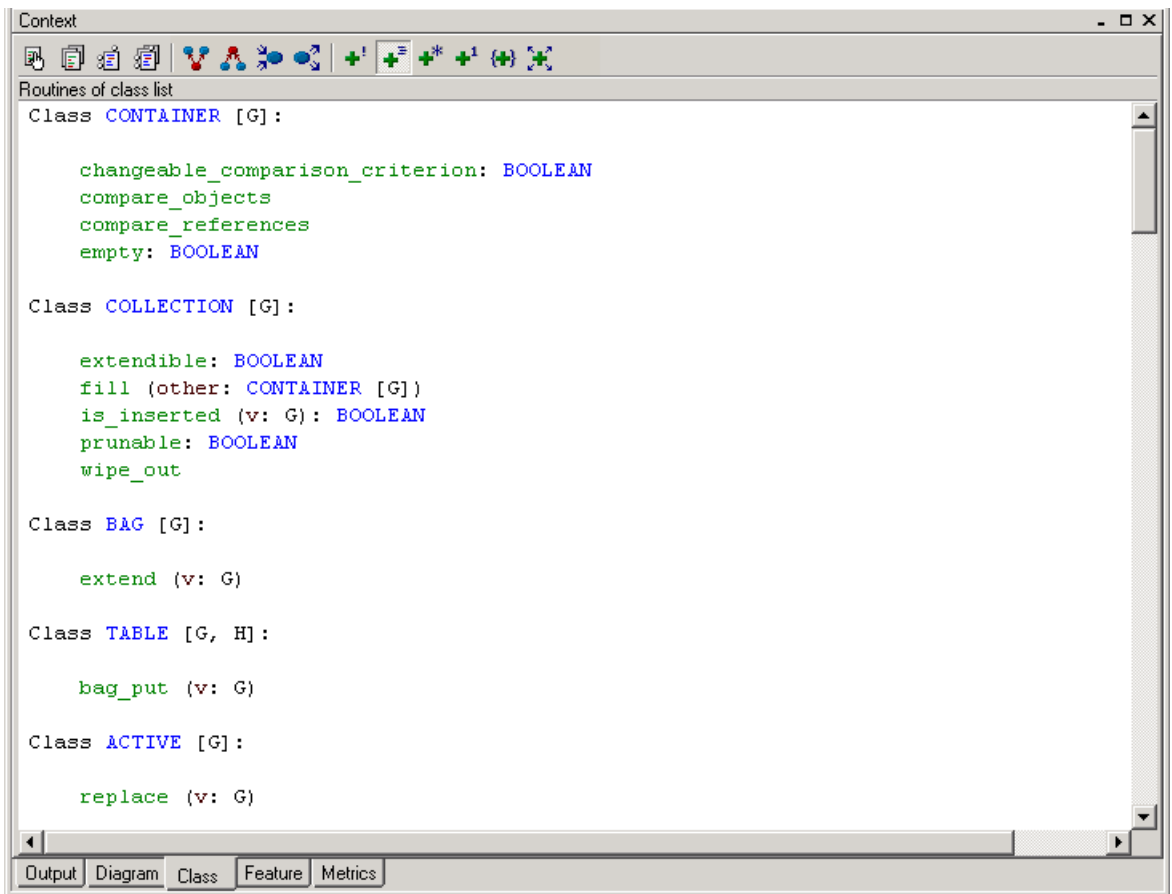 Context
Routines of class list
Class CONTAINER [G]:
changeable_comparison_criterion: BOOLEAN
compare_objects
compare_references
empty: BOOLEAN
Class COLLECTION [G]:
extendible: BOOLEAN
fill (other: CONTAINER [G])
is_inserted (v: G): BOOLEAN
prunable: BOOLEAN
wipe_out
Class BAG [G]:
extend (v: G)
Class TABLE [G, H]:
bag_put (v: G)
Class ACTIVE [G]:
replace (v: G)
Output Diagram Class Feature Metrics